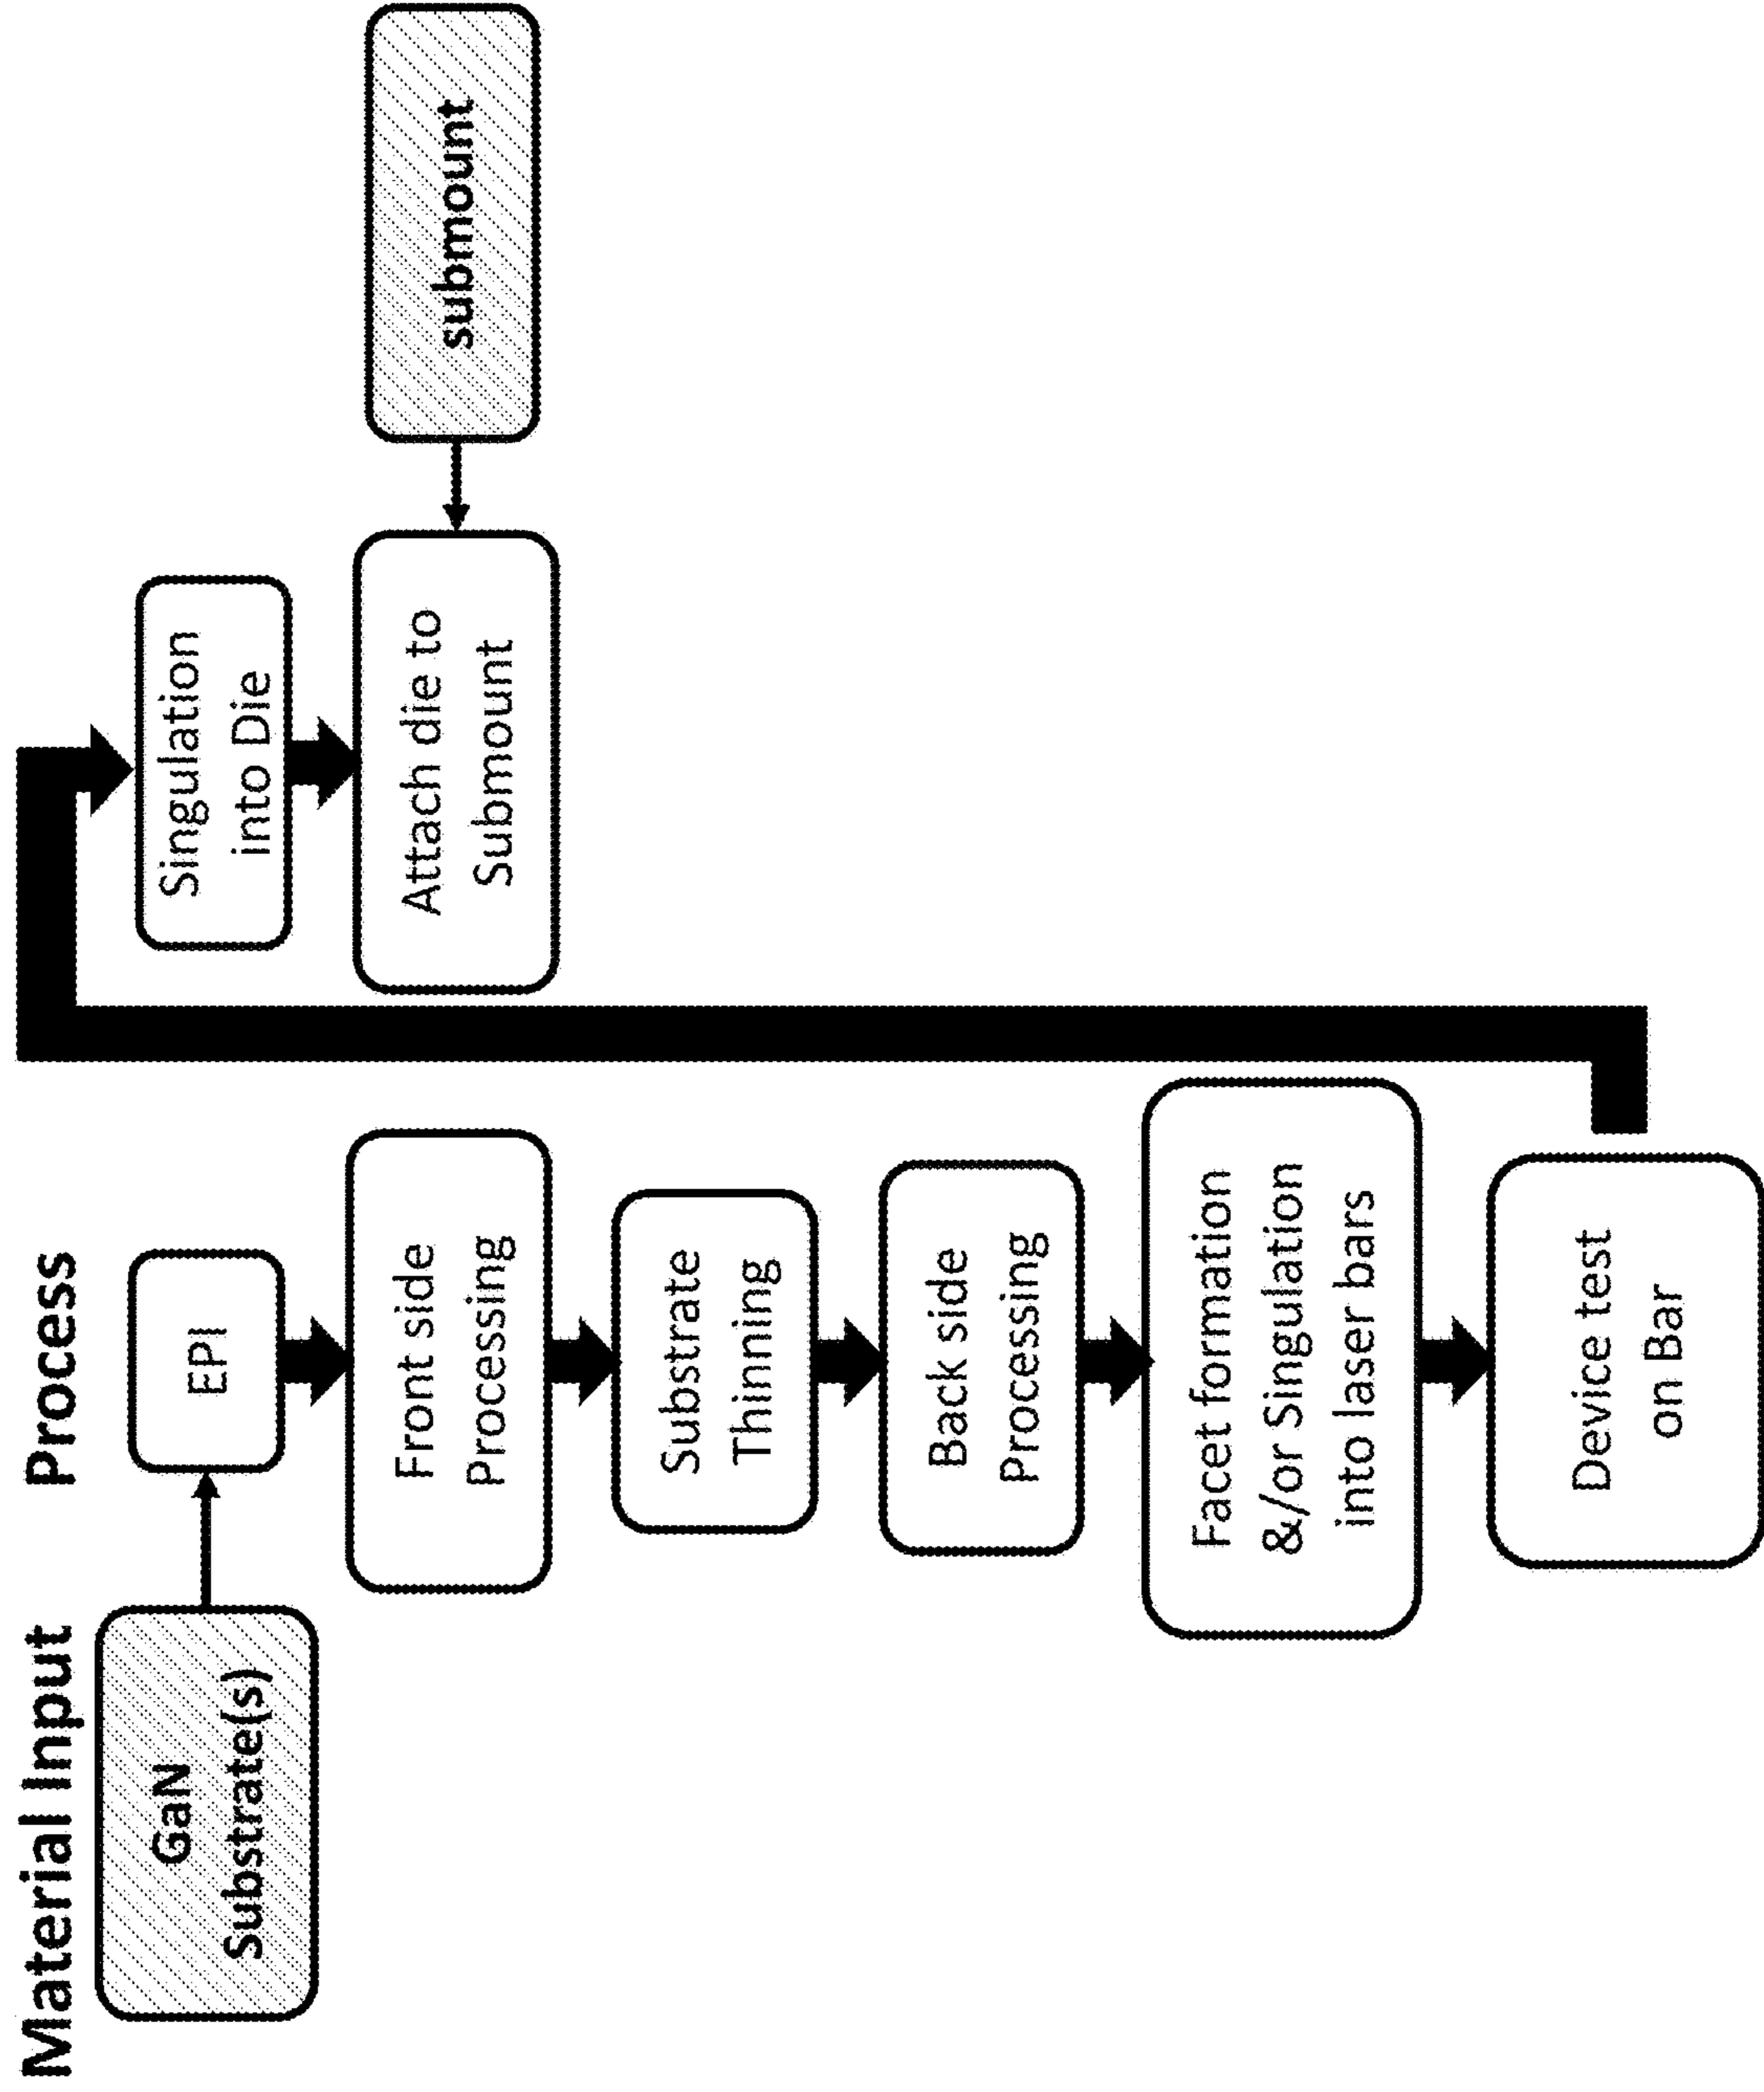 Material Input
Process
GaN
Substrate(s)
EPI
Front side
Processing
Substrate
Thinning
Back side
Processing
Facet formation
&/or Singulation
into laser bars
Device test
on Bar
Singulation
into Die
Attach die to
Submount
submount